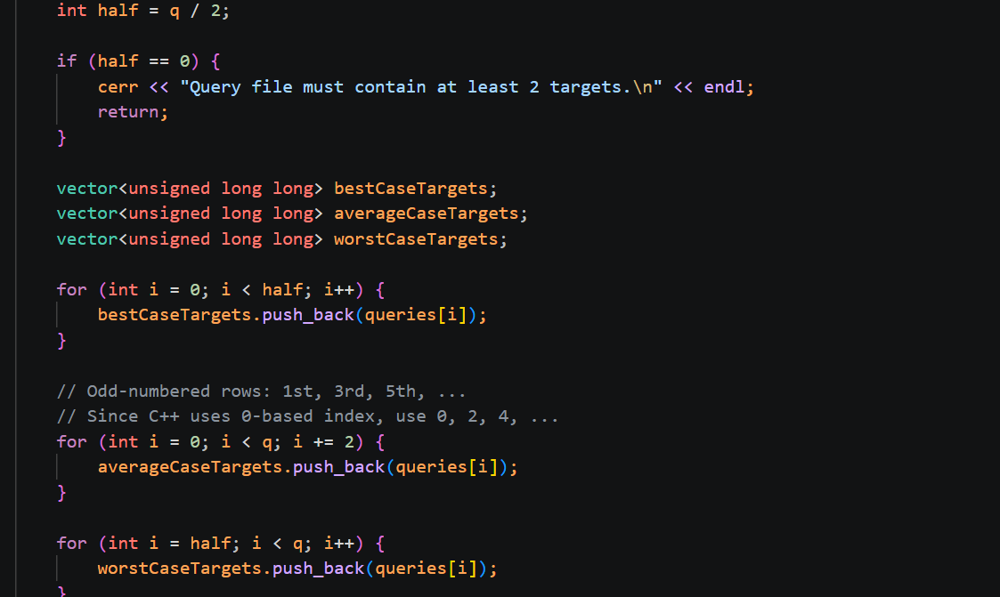 int half = q / 2;
if (half == 0) {
cerr << "Query file must contain at least 2 targets.\n" << endl;
return;
}
vector<unsigned long long> bestCaseTargets;
vector<unsigned long long> averageCaseTargets;
vector<unsigned long long> worstCaseTargets;
for (int i = 0; i < half; i++) {
bestCaseTargets.push_back(queries[i]);
}
// Odd-numbered rows: 1st, 3rd, 5th, ...
// Since C++ uses 0-based index, use 0, 2, 4, ...
for (int i = 0; i < q; i += 2) {
averageCaseTargets.push_back(queries[i]);
}
for (int i = half; i < q; i++) {
worstCaseTargets.push_back(queries[i]);
}